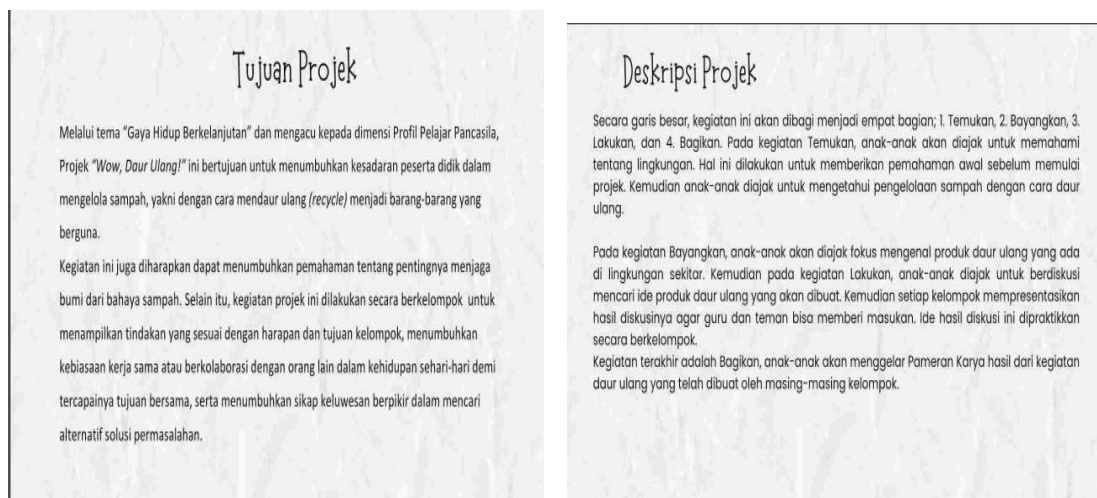 Tujuan Projek
Melalui tema “Gaya Hidup Berkelanjutan” dan mengacu kepada dimensi Profil Pelajar Pancasila,
Projek “Wow, Daur Ulang!” ini bertujuan untuk menumbuhkan kesadaran peserta didik dalam
mengelola sampah, yakni dengan cara mendaur ulang (recycle) menjadi barang-barang yang
berguna.
Kegiatan ini juga diharapkan dapat menumbuhkan pemahaman tentang pentingnya menjaga
bumi dari bahaya sampah. Selain itu, kegiatan projek ini dilakukan secara berkelompok untuk
menampilkan tindakan yang sesuai dengan harapan dan tujuan kelompok, menumbuhkan
kebiasaan kerja sama atau berkolaborasi dengan orang lain dalam kehidupan sehari-hari demi
tercapainya tujuan bersama, serta menumbuhkan sikap keluwesan berpikir dalam mencari
alternatif solusi permasalahan.
Deskripsi Projek
Secara garis besar, kegiatan ini akan dibagi menjadi empat bagian; 1. Temukan, 2. Bayangkan, 3.
Lakukan, dan 4. Bagikan. Pada kegiatan Temukan, anak-anak akan diajak untuk memahami
tentang lingkungan. Hal ini dilakukan untuk memberikan pemahaman awal sebelum memulai
projek. Kemudian anak-anak diajak untuk mengetahui pengelolaan sampah dengan cara daur
ulang.
Pada kegiatan Bayangkan, anak-anak akan diajak fokus mengenal produk daur ulang yang ada
di lingkungan sekitar. Kemudian pada kegiatan Lakukan, anak-anak diajak untuk berdiskusi
mencari ide produk daur ulang yang akan dibuat. Kemudian setiap kelompok mempresentasikan
hasil diskusinya agar guru dan teman bisa memberi masukan. Ide hasil diskusi ini dipraktikkan
secara berkelompok.
Kegiatan terakhir adalah Bagikan, anak-anak akan menggelar Pameran Karya hasil dari kegiatan
daur ulang yang telah dibuat oleh masing-masing kelompok.